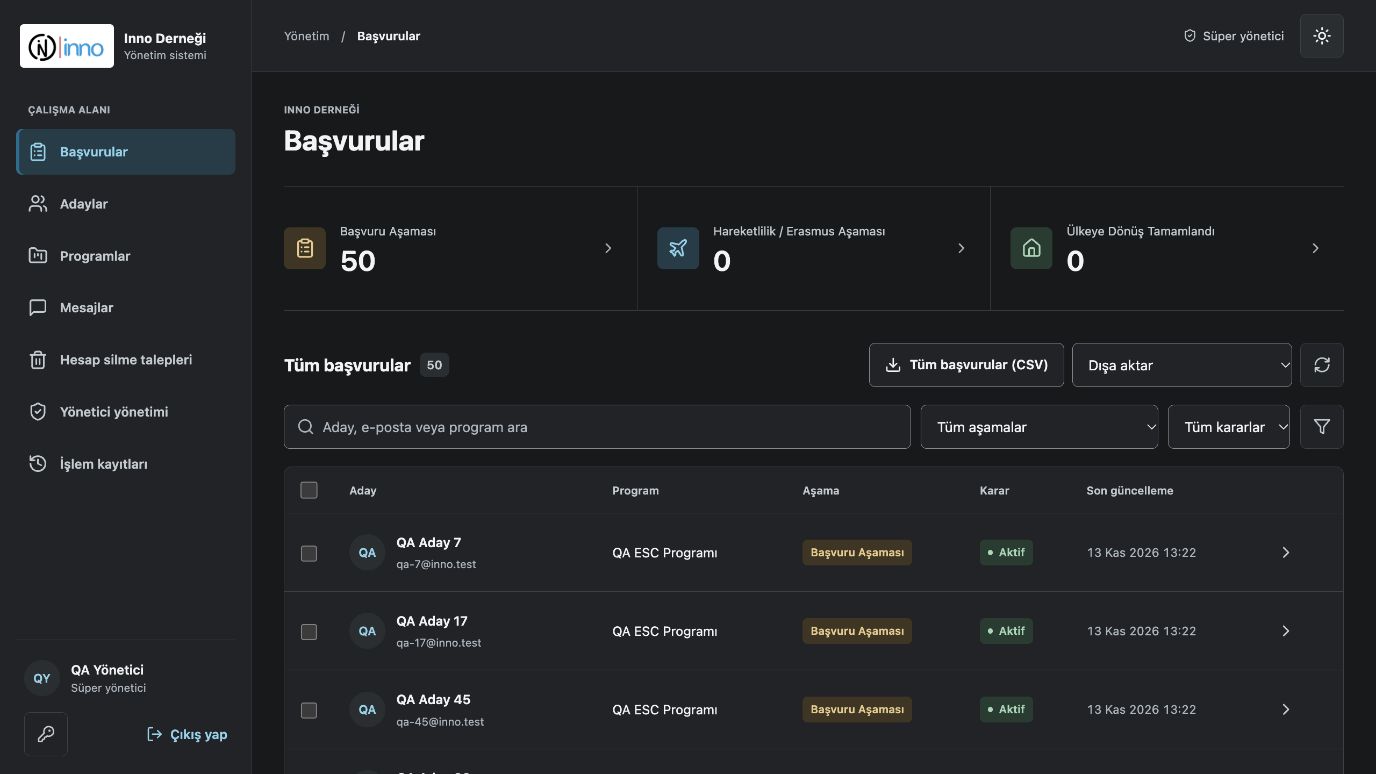 inno
Inno Derneği
Yönetim sistemi
ÇALIŞMA ALANI
Başvurular
Adaylar
Programlar
Mesajlar
Hesap silme talepleri
Yönetici yönetimi
İşlem kayıtları
QY
QA Yönetici
Süper yönetici
Çıkış yap
Yönetim / Başvurular
Süper yönetici
INNO DERNEĞİ
Başvurular
Başvuru Aşaması
50
Hareketlilik / Erasmus Aşaması
0
Ülkeye Dönüş Tamamlandı
0
Tüm başvurular 50
Tüm başvurular (CSV)
Dışa aktar
Aday, e-posta veya program ara
Tüm aşamalar
Tüm kararlar
Aday Program Aşama Karar Son güncelleme
QA QA Aday 7 QA ESC Programı Başvuru Aşaması Aktif 13 Kas 2026 13:22
qa-7@inno.test
QA QA Aday 17 QA ESC Programı Başvuru Aşaması Aktif 13 Kas 2026 13:22
qa-17@inno.test
QA QA Aday 45 QA ESC Programı Başvuru Aşaması Aktif 13 Kas 2026 13:22
qa-45@inno.test